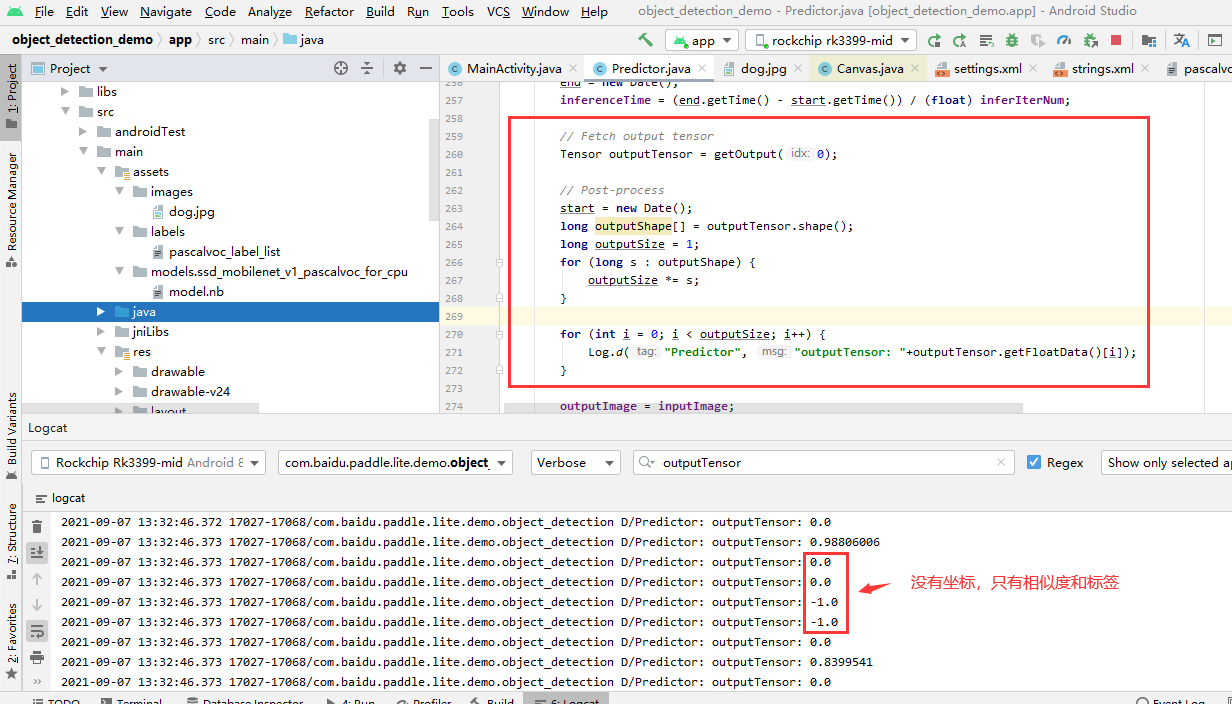 File Edit View Navigate Code Analyze Refactor Build Run Tools VCS Window Help object_detection_demo - Predictor.java [object_detection_demo.app] - Android Studio
object_detection_demo app src main java app rockchip rk3399-mid
1: Project
Resource Manager
Build Variants
7: Structure
2: Favorites
Project
MainActivity.java Predictor.java dog.jpg Canvas.java settings.xml strings.xml pascalvo
libs
src
androidTest
main
assets
images
dog.jpg
labels
pascalvoc_label_list
models.ssd_mobilenet_v1_pascalvoc_for_cpu
model.nb
java
jniLibs
res
drawable
drawable-v24
layout
256 end = new Date();
257 inferenceTime = (end.getTime() - start.getTime()) / (float) inferIterNum;
258
259 // Fetch output tensor
260 Tensor outputTensor = getOutput( idx: 0);
261
262 // Post-process
263 start = new Date();
264 long outputShape[] = outputTensor.shape();
265 long outputSize = 1;
266 for (long s : outputShape) {
267 outputSize *= s;
268 }
269
270 for (int i = 0; i < outputSize; i++) {
271 Log.d( tag: "Predictor", msg: "outputTensor: "+outputTensor.getFloatData()[i]);
272 }
273
274 outputImage = inputImage;
Logcat
Rockchip Rk3399-mid Android 8 com.baidu.paddle.lite.demo.object_ Verbose outputTensor Regex Show only selected ap
logcat
2021-09-07 13:32:46.372 17027-17068/com.baidu.paddle.lite.demo.object_detection D/Predictor: outputTensor: 0.0
2021-09-07 13:32:46.373 17027-17068/com.baidu.paddle.lite.demo.object_detection D/Predictor: outputTensor: 0.98806006
2021-09-07 13:32:46.373 17027-17068/com.baidu.paddle.lite.demo.object_detection D/Predictor: outputTensor: 0.0
2021-09-07 13:32:46.373 17027-17068/com.baidu.paddle.lite.demo.object_detection D/Predictor: outputTensor: 0.0
2021-09-07 13:32:46.373 17027-17068/com.baidu.paddle.lite.demo.object_detection D/Predictor: outputTensor: -1.0
2021-09-07 13:32:46.373 17027-17068/com.baidu.paddle.lite.demo.object_detection D/Predictor: outputTensor: -1.0
2021-09-07 13:32:46.373 17027-17068/com.baidu.paddle.lite.demo.object_detection D/Predictor: outputTensor: 0.0
2021-09-07 13:32:46.373 17027-17068/com.baidu.paddle.lite.demo.object_detection D/Predictor: outputTensor: 0.8399541
2021-09-07 13:32:46.373 17027-17068/com.baidu.paddle.lite.demo.object_detection D/Predictor: outputTensor: 0.0
没有坐标，只有相似度和标签
TODO Terminal Database Inspector 4: Run Profiler Build 6: Logcat Event Log